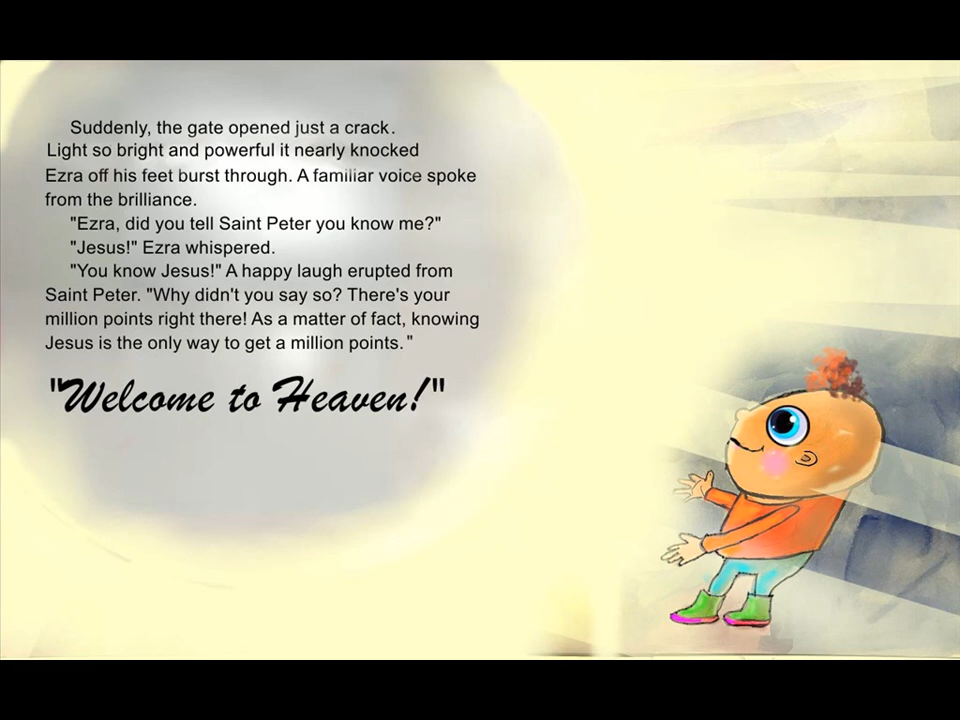 Suddenly, the gate opened just a crack.
Light so bright and powerful it nearly knocked
Ezra off his feet burst through. A familiar voice spoke
from the brilliance.
"Ezra, did you tell Saint Peter you know me?"
"Jesus!" Ezra whispered.
"You know Jesus!" A happy laugh erupted from
Saint Peter. "Why didn't you say so? There's your
million points right there! As a matter of fact, knowing
Jesus is the only way to get a million points."
"Welcome to Heaven!"